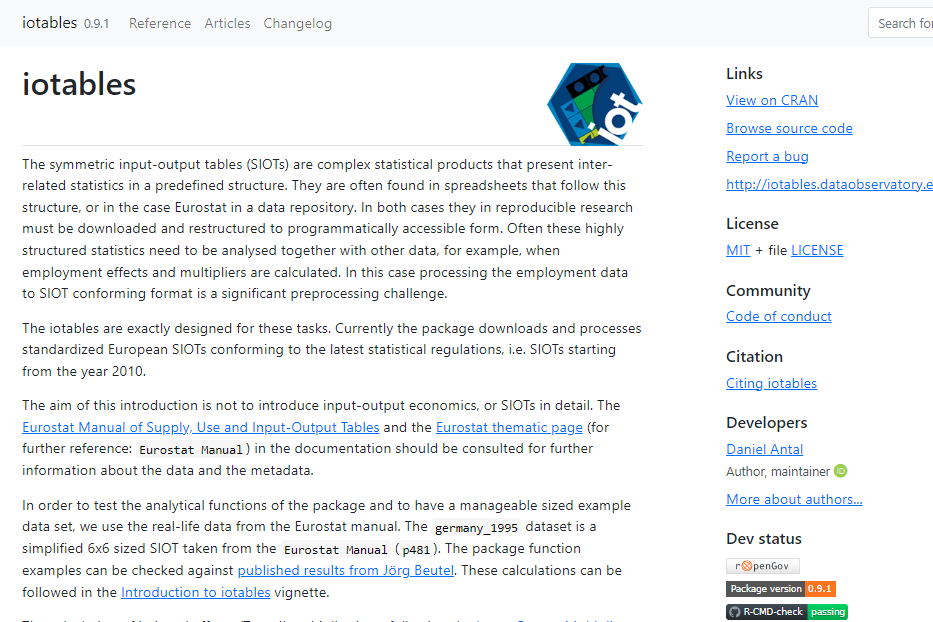 iotables 0.9.1 Reference Articles Changelog
Search for
iotables
iot
The symmetric input-output tables (SIOTs) are complex statistical products that present inter-
related statistics in a predefined structure. They are often found in spreadsheets that follow this
structure, or in the case Eurostat in a data repository. In both cases they in reproducible research
must be downloaded and restructured to programmatically accessible form. Often these highly
structured statistics need to be analysed together with other data, for example, when
employment effects and multipliers are calculated. In this case processing the employment data
to SIOT conforming format is a significant preprocessing challenge.
The iotables are exactly designed for these tasks. Currently the package downloads and processes
standardized European SIOTs conforming to the latest statistical regulations, i.e. SIOTs starting
from the year 2010.
The aim of this introduction is not to introduce input-output economics, or SIOTs in detail. The
Eurostat Manual of Supply, Use and Input-Output Tables and the Eurostat thematic page (for
further reference: Eurostat Manual) in the documentation should be consulted for further
information about the data and the metadata.
In order to test the analytical functions of the package and to have a manageable sized example
data set, we use the real-life data from the Eurostat manual. The germany_1995 dataset is a
simplified 6x6 sized SIOT taken from the Eurostat Manual (p481). The package function
examples can be checked against published results from Jörg Beutel. These calculations can be
followed in the Introduction to iotables vignette.
Links
View on CRAN
Browse source code
Report a bug
http://iotables.dataobservatory.e
License
MIT + file LICENSE
Community
Code of conduct
Citation
Citing iotables
Developers
Daniel Antal
Author, maintainer iD
More about authors...
Dev status
rOpenGov
Package version 0.9.1
R-CMD-check passing